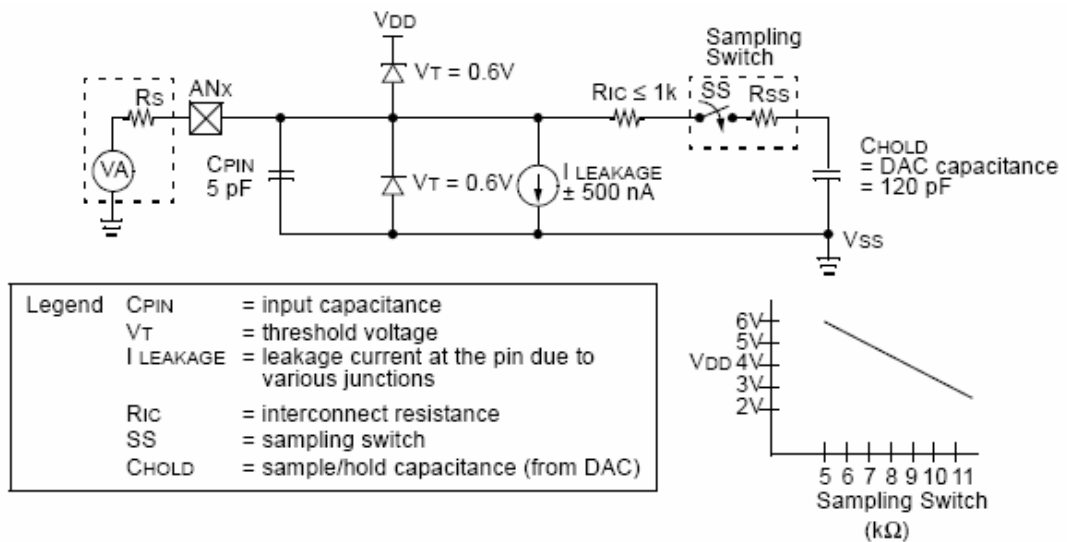 VDD
Sampling
Switch
VT = 0.6V
RIC ≤ 1k
SS
RSS
RS
ANX
VA
CPIN
5 pF
VT = 0.6V
I LEAKAGE
± 500 nA
CHOLD
= DAC capacitance
= 120 pF
VSS
Legend CPIN = input capacitance
VT = threshold voltage
I LEAKAGE = leakage current at the pin due to
various junctions
RIC = interconnect resistance
SS = sampling switch
CHOLD = sample/hold capacitance (from DAC)
6V
5V
VDD 4V
3V
2V
5 6 7 8 9 10 11
Sampling Switch
(kΩ)